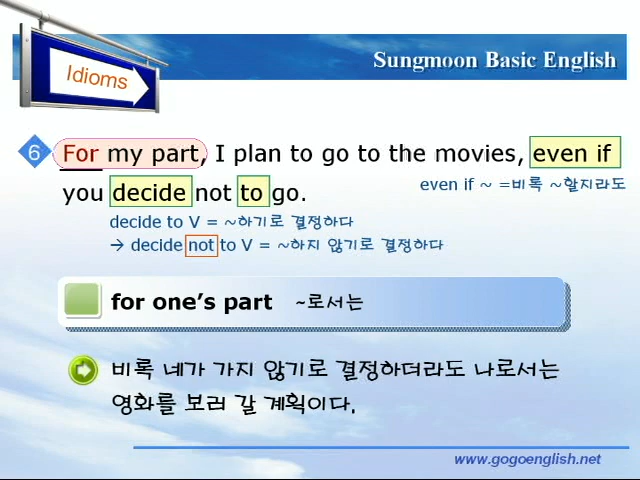 Idioms
Sungmoon Basic English
6 For my part, I plan to go to the movies, even if
you decide not to go.
even if ~ =비록 ~할지라도
decide to V = ~하기로 결정하다
→ decide not to V = ~하지 않기로 결정하다
for one's part ~로서는
비록 네가 가지 않기로 결정하더라도 나로서는
영화를 보러 갈 계획이다.
www.gogoenglish.net